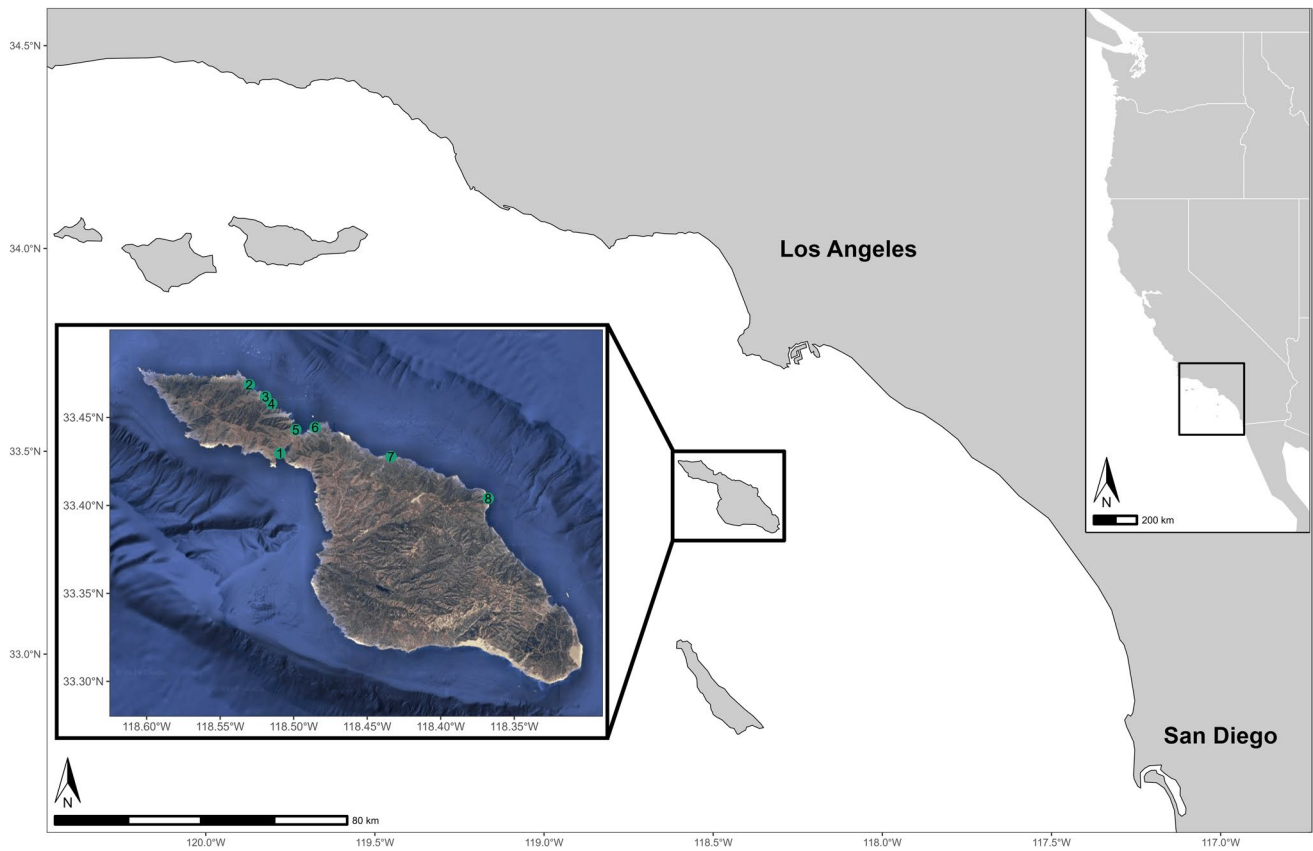 34.5°N
34.0°N
33.5°N
33.0°N
Los Angeles
San Diego
33.45°N
33.40°N
33.35°N
33.30°N
2
3
4
5
6
1
7
8
118.60°W 118.55°W 118.50°W 118.45°W 118.40°W 118.35°W
N
200 km
N
80 km
120.0°W 119.5°W 119.0°W 118.5°W 118.0°W 117.5°W 117.0°W